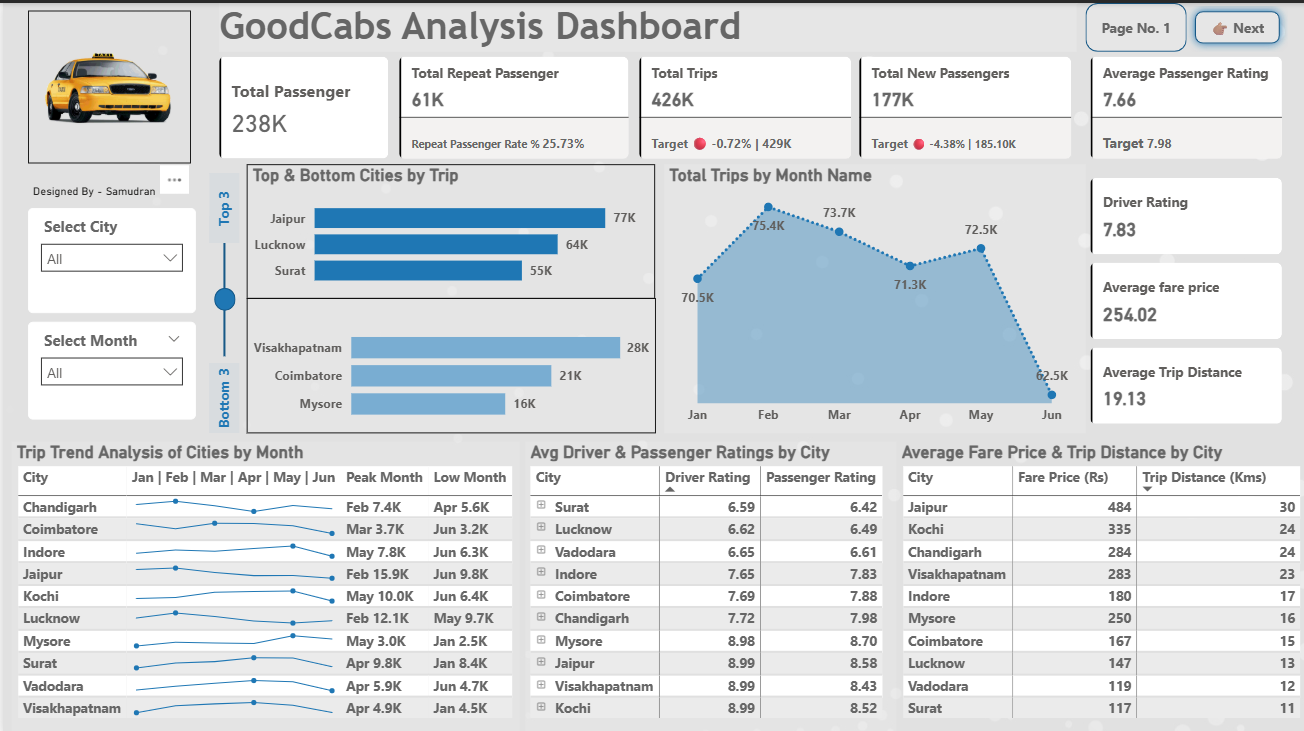 GoodCabs Analysis Dashboard
Page No. 1
Next
Total Passenger
238K
Total Repeat Passenger
61K
Repeat Passenger Rate % 25.73%
Total Trips
426K
Target -0.72% | 429K
Total New Passengers
177K
Target -4.38% | 185.10K
Average Passenger Rating
7.66
Target 7.98
Designed By - Samudran
Select City
All
Select Month
All
Top 3
Bottom 3
Top & Bottom Cities by Trip
Jaipur 77K
Lucknow 64K
Surat 55K
Visakhapatnam 28K
Coimbatore 21K
Mysore 16K
Total Trips by Month Name
70.5K
75.4K
73.7K
71.3K
72.5K
62.5K
Jan Feb Mar Apr May Jun
Driver Rating
7.83
Average fare price
254.02
Average Trip Distance
19.13
Trip Trend Analysis of Cities by Month
City Jan | Feb | Mar | Apr | May | Jun Peak Month Low Month
Chandigarh Feb 7.4K Apr 5.6K
Coimbatore Mar 3.7K Jun 3.2K
Indore May 7.8K Jun 6.3K
Jaipur Feb 15.9K Jun 9.8K
Kochi May 10.0K Jun 6.4K
Lucknow Feb 12.1K May 9.7K
Mysore May 3.0K Jan 2.5K
Surat Apr 9.8K Jan 8.4K
Vadodara Apr 5.9K Jun 4.7K
Visakhapatnam Apr 4.9K Jan 4.5K
Avg Driver & Passenger Ratings by City
City Driver Rating Passenger Rating
Surat 6.59 6.42
Lucknow 6.62 6.49
Vadodara 6.65 6.61
Indore 7.65 7.83
Coimbatore 7.69 7.88
Chandigarh 7.72 7.98
Mysore 8.98 8.70
Jaipur 8.99 8.58
Visakhapatnam 8.99 8.43
Kochi 8.99 8.52
Average Fare Price & Trip Distance by City
City Fare Price (Rs) Trip Distance (Kms)
Jaipur 484 30
Kochi 335 24
Chandigarh 284 24
Visakhapatnam 283 23
Indore 180 17
Mysore 250 16
Coimbatore 167 15
Lucknow 147 13
Vadodara 119 12
Surat 117 11